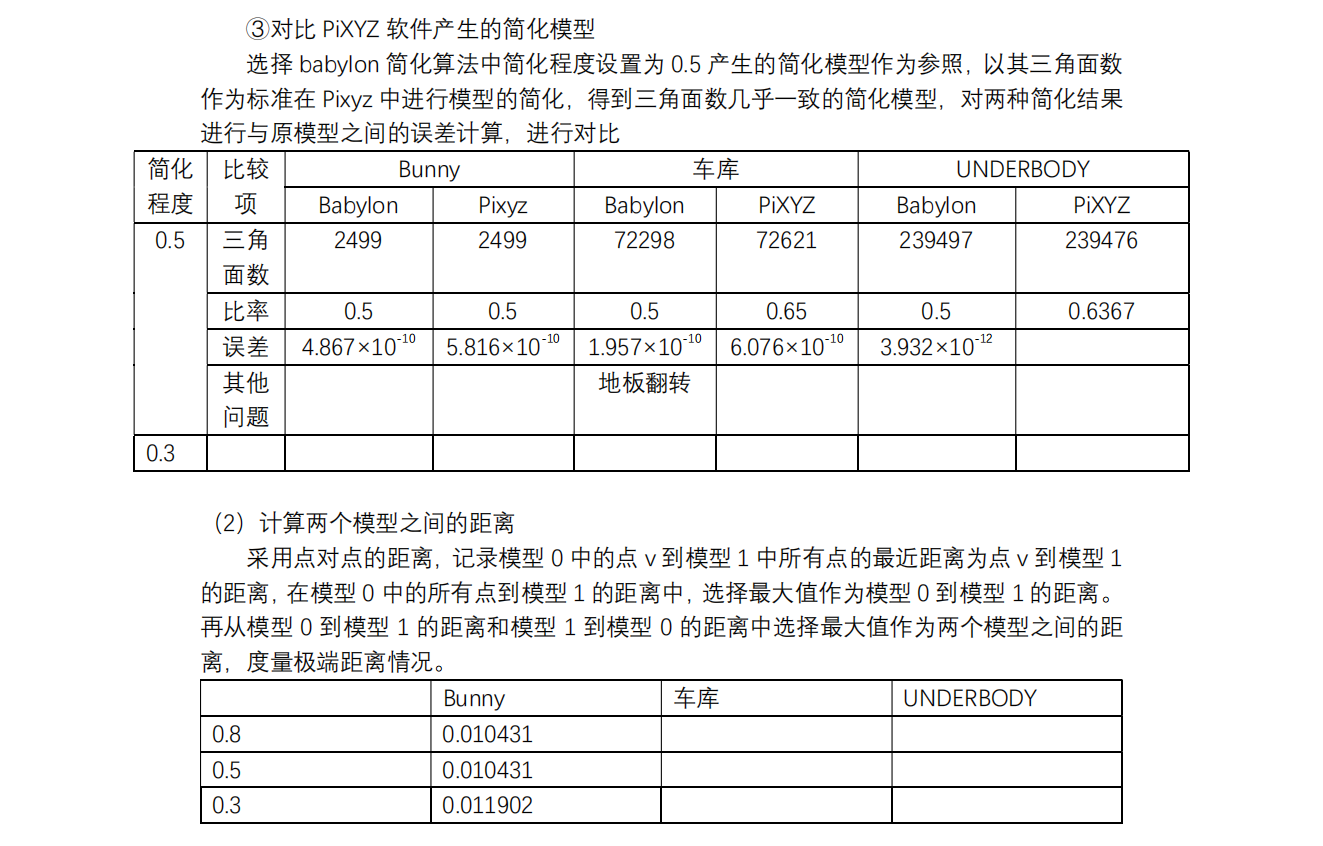 ③对比 PiXYZ 软件产生的简化模型
选择 babylon 简化算法中简化程度设置为 0.5 产生的简化模型作为参照，以其三角面数
作为标准在 Pixyz 中进行模型的简化，得到三角面数几乎一致的简化模型，对两种简化结果
进行与原模型之间的误差计算，进行对比
简化程度 比较项 Bunny 车库 UNDERBODY
Babylon Pixyz Babylon PiXYZ Babylon PiXYZ
0.5 三角面数 2499 2499 72298 72621 239497 239476
比率 0.5 0.5 0.5 0.65 0.5 0.6367
误差 4.867×10⁻¹⁰ 5.816×10⁻¹⁰ 1.957×10⁻¹⁰ 6.076×10⁻¹⁰ 3.932×10⁻¹²
其他问题 地板翻转
0.3
（2）计算两个模型之间的距离
采用点对点的距离，记录模型 0 中的点 v 到模型 1 中所有点的最近距离为点 v 到模型 1
的距离，在模型 0 中的所有点到模型 1 的距离中，选择最大值作为模型 0 到模型 1 的距离。
再从模型 0 到模型 1 的距离和模型 1 到模型 0 的距离中选择最大值作为两个模型之间的距
离，度量极端距离情况。
Bunny 车库 UNDERBODY
0.8 0.010431
0.5 0.010431
0.3 0.011902